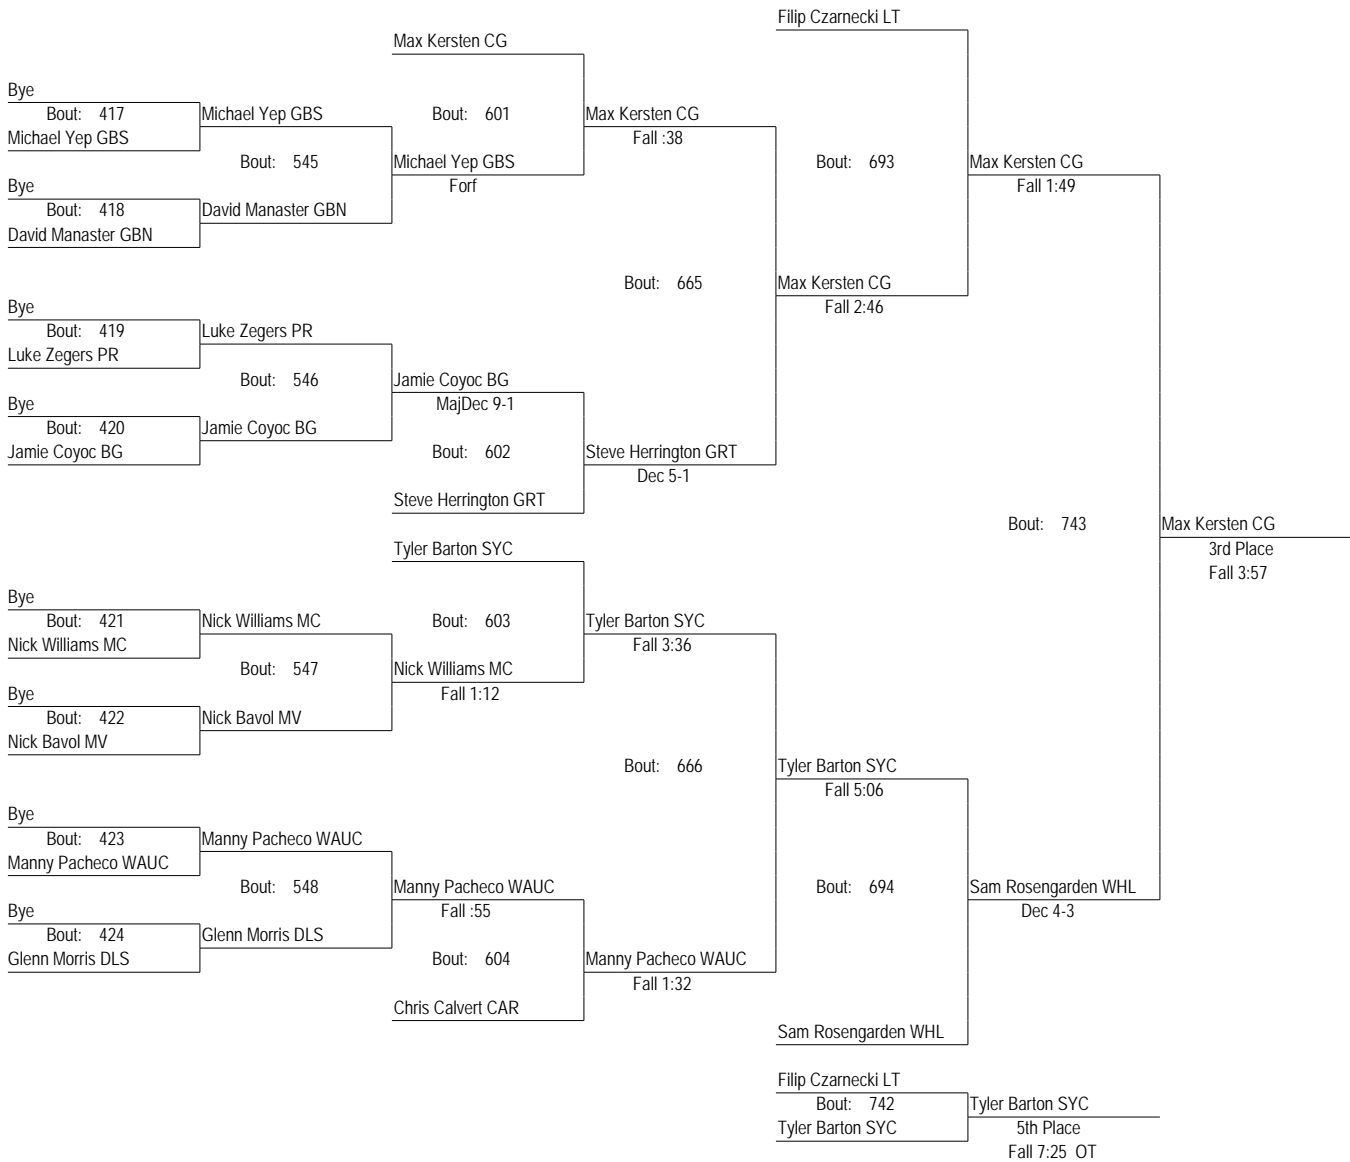 Filip Czarnecki LT
Max Kersten CG
Bye
Bout: 417
Michael Yep GBS
Bout: 601
Max Kersten CG
Michael Yep GBS
Fall :38
Bout: 545
Michael Yep GBS
Bout: 693
Max Kersten CG
Bye
Forf
Fall 1:49
Bout: 418
David Manaster GBN
David Manaster GBN
Bout: 665
Max Kersten CG
Bye
Fall 2:46
Bout: 419
Luke Zegers PR
Luke Zegers PR
Bout: 546
Jamie Coyoc BG
Bye
MajDec 9-1
Bout: 420
Jamie Coyoc BG
Jamie Coyoc BG
Bout: 602
Steve Herrington GRT
Dec 5-1
Steve Herrington GRT
Bout: 743
Max Kersten CG
Tyler Barton SYC
3rd Place
Fall 3:57
Bye
Bout: 421
Nick Williams MC
Bout: 603
Tyler Barton SYC
Nick Williams MC
Fall 3:36
Bout: 547
Nick Williams MC
Bye
Fall 1:12
Bout: 422
Nick Bavol MV
Nick Bavol MV
Bout: 666
Tyler Barton SYC
Fall 5:06
Bye
Bout: 423
Manny Pacheco WAUC
Manny Pacheco WAUC
Bout: 548
Manny Pacheco WAUC
Bout: 694
Sam Rosengarden WHL
Bye
Fall :55
Dec 4-3
Bout: 424
Glenn Morris DLS
Glenn Morris DLS
Bout: 604
Manny Pacheco WAUC
Fall 1:32
Chris Calvert CAR
Sam Rosengarden WHL
Filip Czarnecki LT
Bout: 742
Tyler Barton SYC
Tyler Barton SYC
5th Place
Fall 7:25 OT